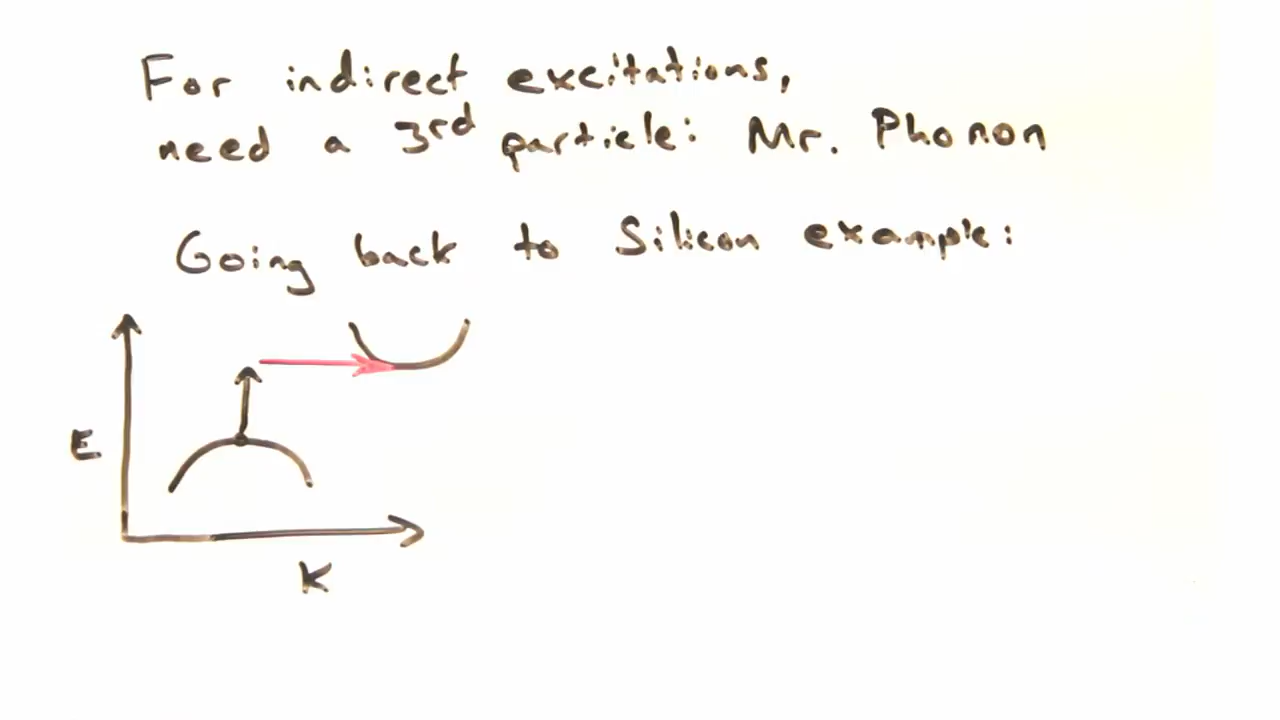 For indirect excitations,
need a 3rd particle: Mr. Phonon
Going back to Silicon example:
E
K